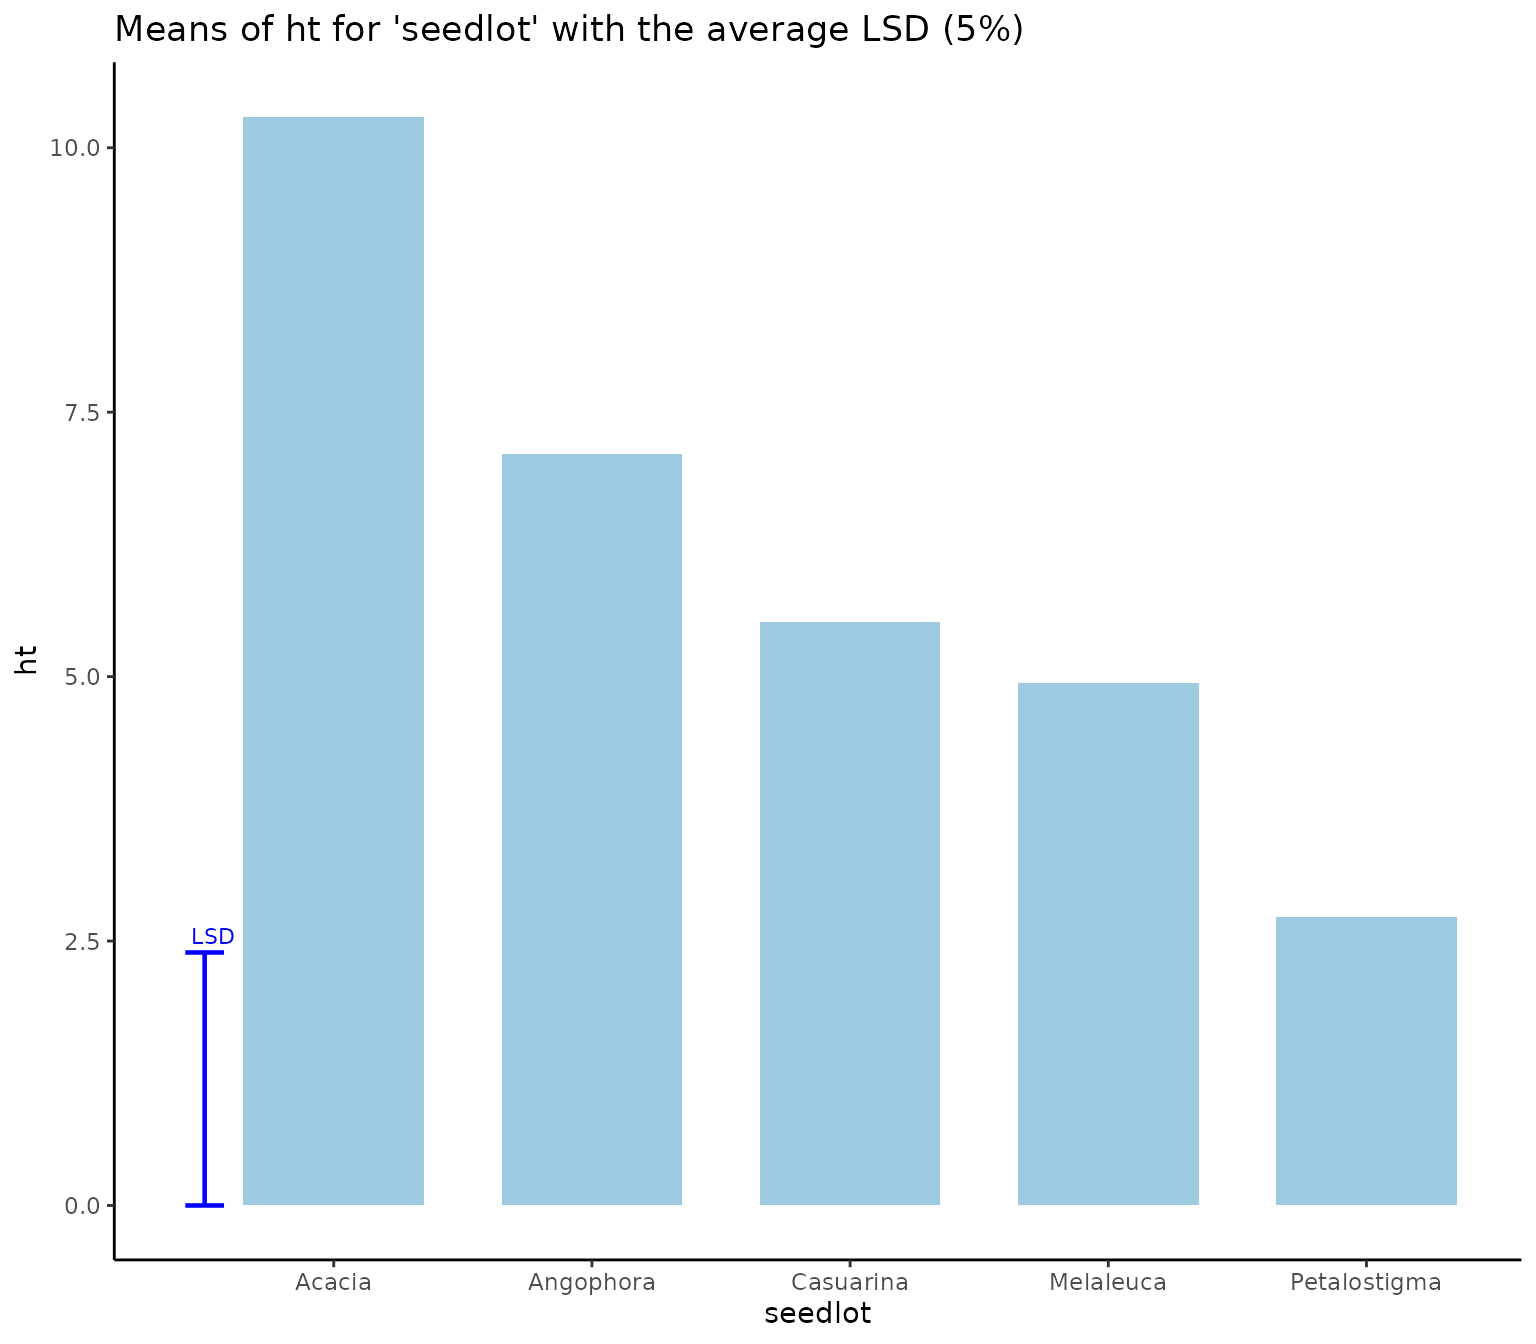 Means of ht for 'seedlot' with the average LSD (5%)
10.0
7.5
5.0
2.5
0.0
ht
LSD
Acacia Angophora Casuarina Melaleuca Petalostigma
seedlot